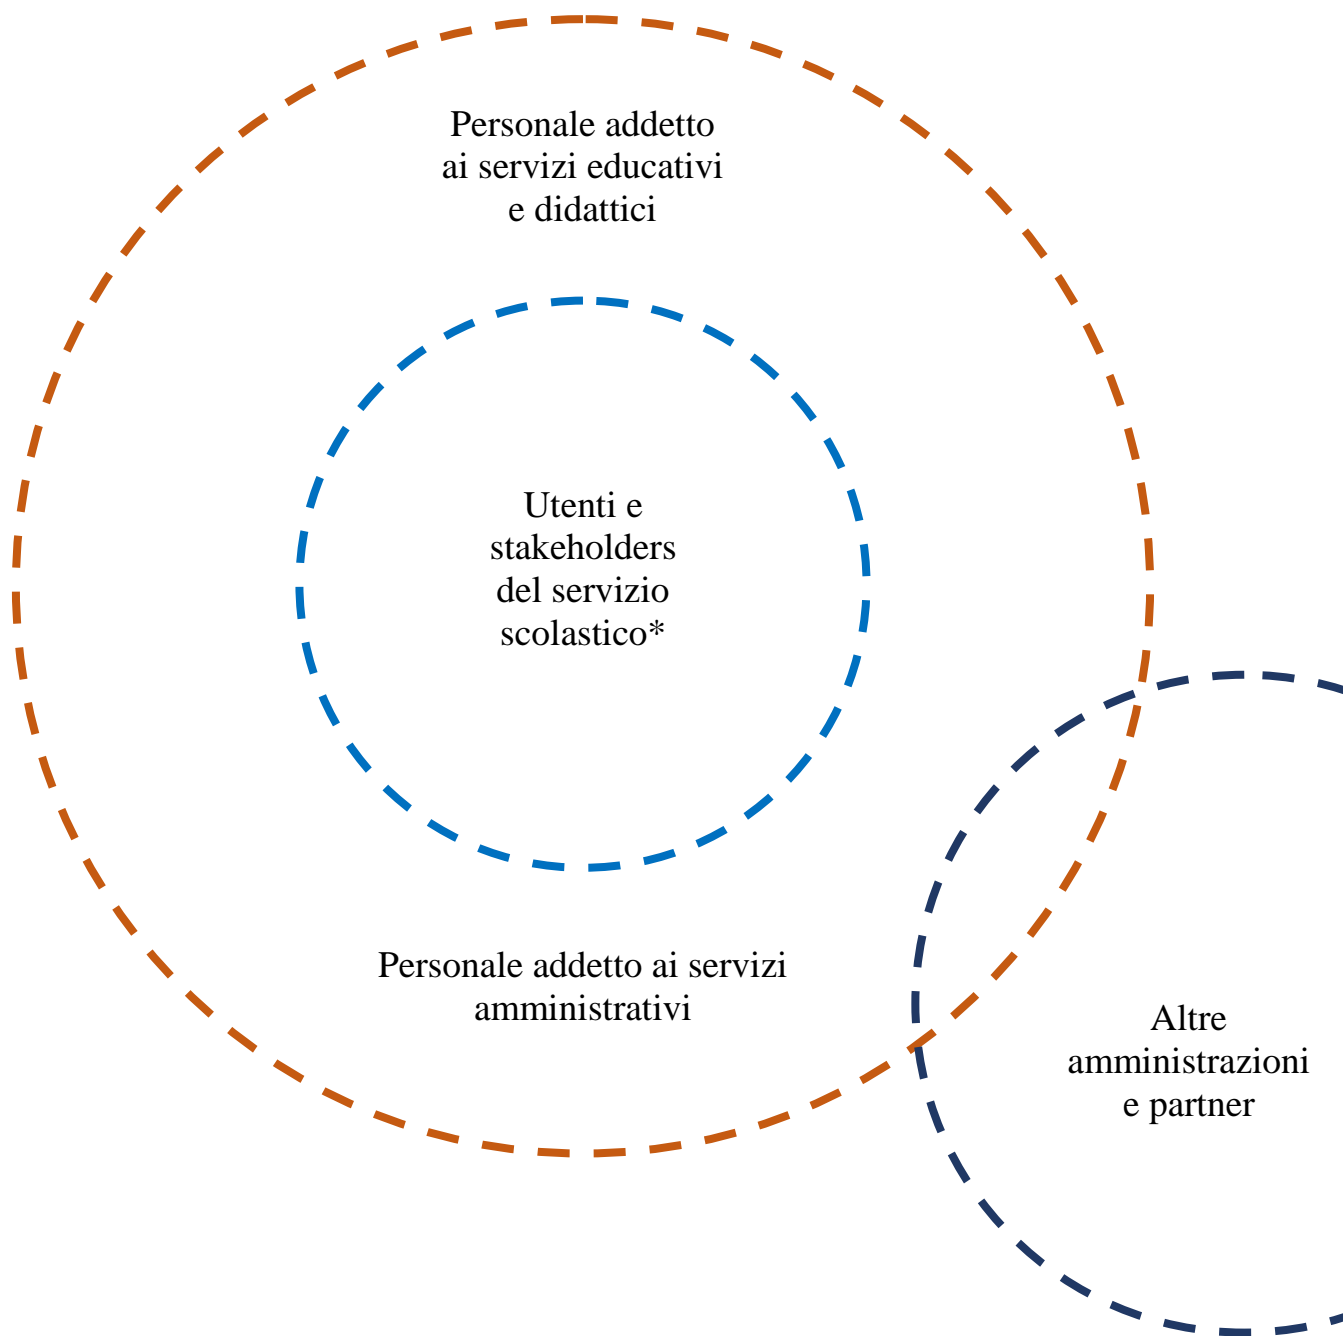 Personale addetto
ai servizi educativi
e didattici
Utenti e
stakeholders
del servizio
scolastico*
Personale addetto ai servizi
amministrativi
Altre
amministrazioni
e partner